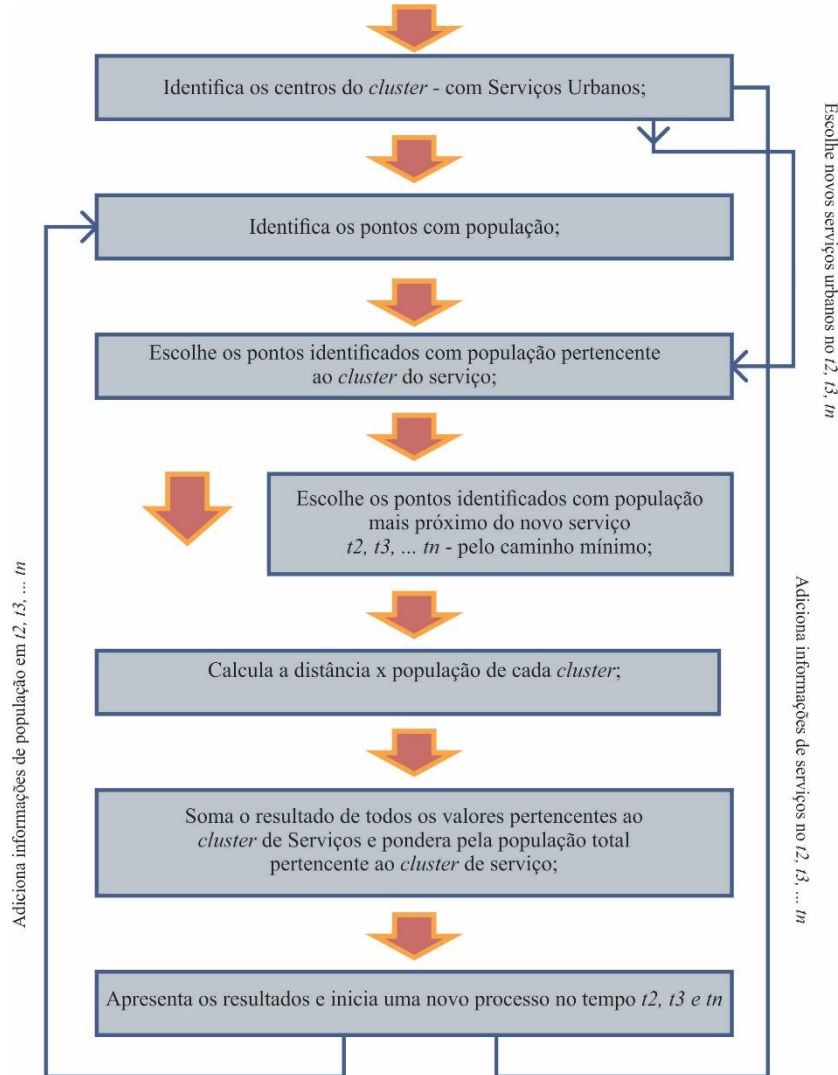 Identifica os centros do cluster - com Serviços Urbanos;
Identifica os pontos com população;
Escolhe os pontos identificados com população pertencente
ao cluster do serviço;
Escolhe os pontos identificados com população
mais próximo do novo serviço
t2, t3, ... tn - pelo caminho mínimo;
Calcula a distância x população de cada cluster;
Soma o resultado de todos os valores pertencentes ao
cluster de Serviços e pondera pela população total
pertencente ao cluster de serviço;
Apresenta os resultados e inicia uma novo processo no tempo t2, t3 e tn
Adiciona informações de população em t2, t3, ... tn
Escolhe novos serviços urbanos no t2, t3, tn
Adiciona informações de serviços no t2, t3, ... tn